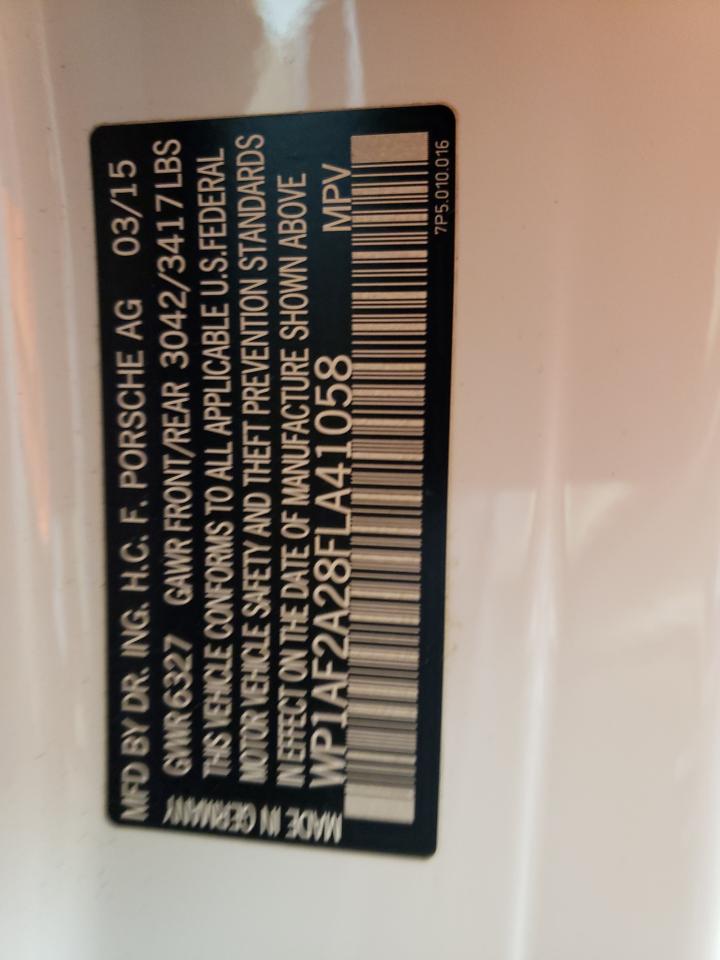 MFD BY DR. ING. H.C. F. PORSCHE AG 03/15
GVWR 6327 GAWR FRONT/REAR 3042/3417 LBS
THIS VEHICLE CONFORMS TO ALL APPLICABLE U.S. FEDERAL
MOTOR VEHICLE SAFETY AND THEFT PREVENTION STANDARDS
IN EFFECT ON THE DATE OF MANUFACTURE SHOWN ABOVE
WP1AF2A28FLA41058 MPV
7P5.010.016
MADE IN GERMANY